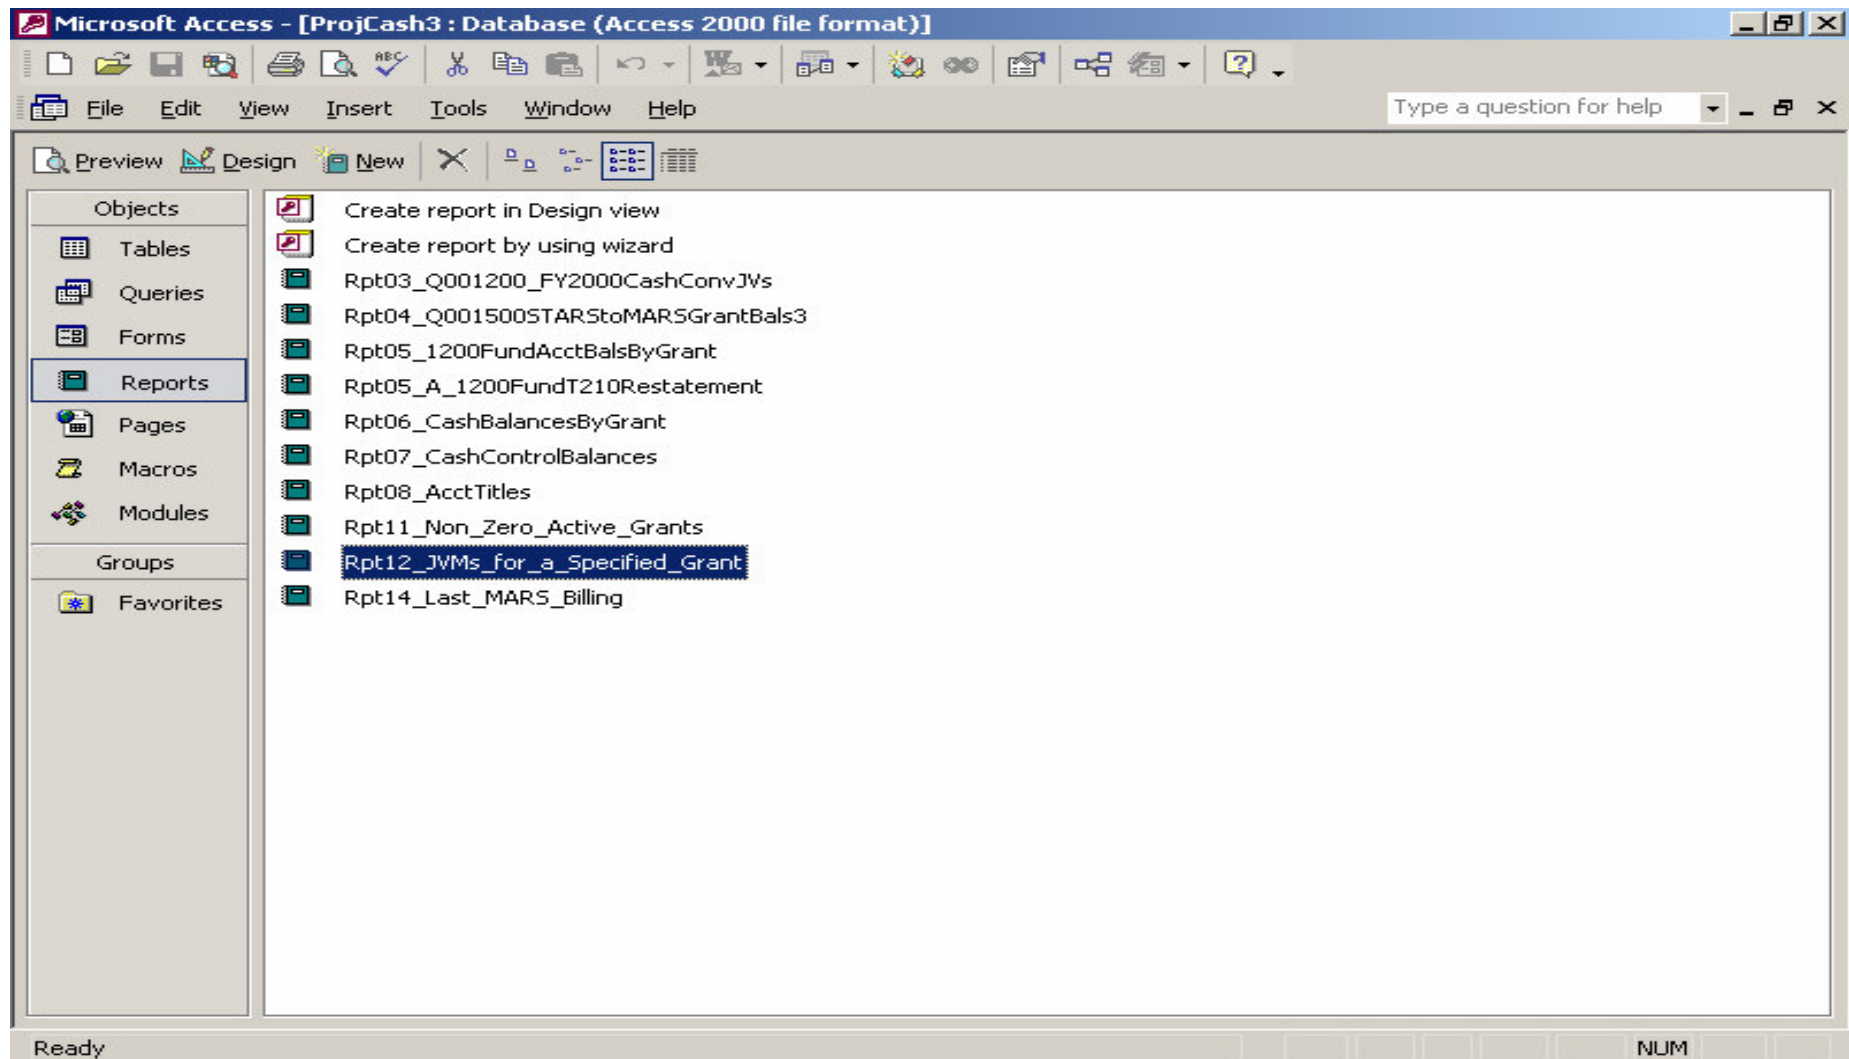 Microsoft Access - [ProjCash3 : Database (Access 2000 file format)]
File Edit View Insert Tools Window Help Type a question for help
Preview Design New
Objects
Tables
Queries
Forms
Reports
Pages
Macros
Modules
Groups
Favorites
Create report in Design view
Create report by using wizard
Rpt03_Q001200_FY2000CashConvJVs
Rpt04_Q001500STARStoMARSGrantBals3
Rpt05_1200FundAcctBalsByGrant
Rpt05_A_1200FundT210Restatement
Rpt06_CashBalancesByGrant
Rpt07_CashControlBalances
Rpt08_AcctTitles
Rpt11_Non_Zero_Active_Grants
Rpt12_JVMs_for_a_Specified_Grant
Rpt14_Last_MARS_Billing
Ready NUM